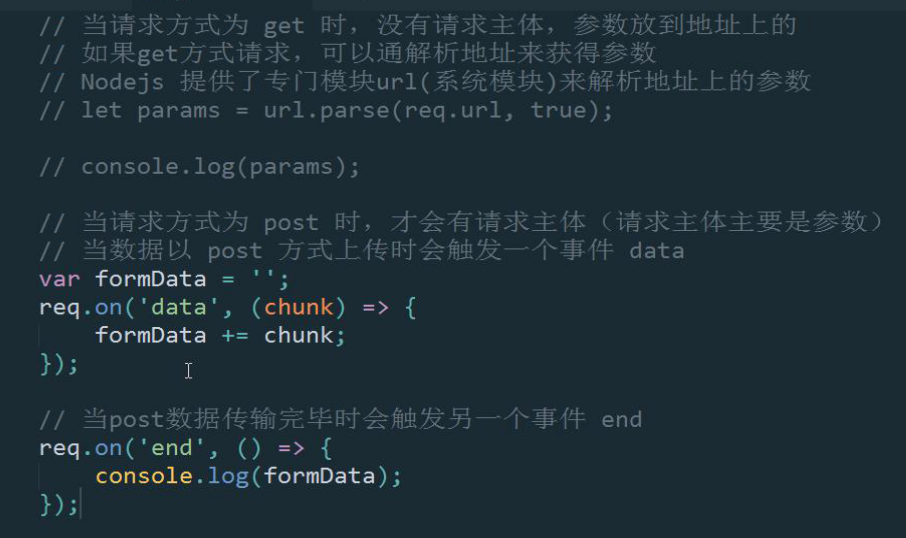 // 当请求方式为 get 时，没有请求主体，参数放到地址上的
// 如果get方式请求，可以通解析地址来获得参数
// Nodejs 提供了专门模块url(系统模块)来解析地址上的参数
// let params = url.parse(req.url, true);
// console.log(params);
// 当请求方式为 post 时，才会有请求主体（请求主体主要是参数）
// 当数据以 post 方式上传时会触发一个事件 data
var formData = '';
req.on('data', (chunk) => {
    formData += chunk;
});
// 当post数据传输完毕时会触发另一个事件 end
req.on('end', () => {
    console.log(formData);
});